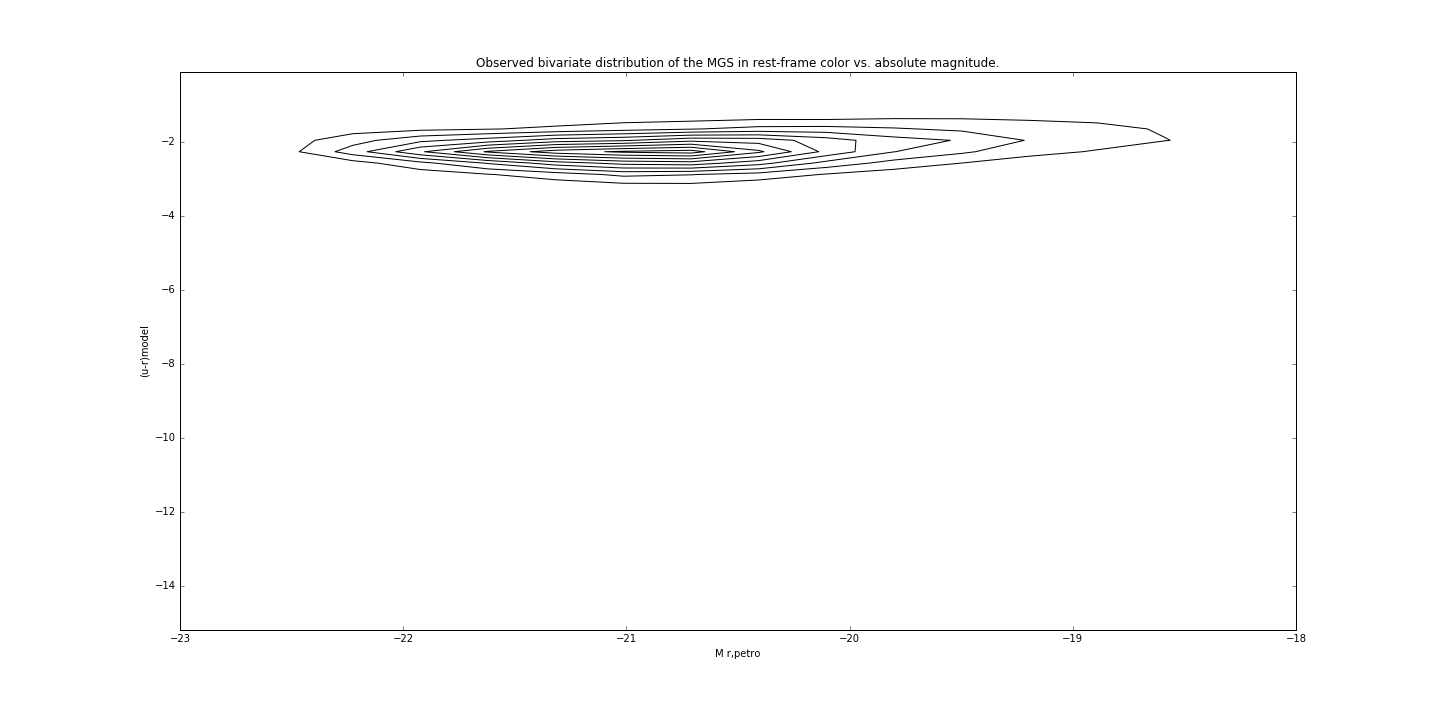 Observed bivariate distribution of the MGS in rest-frame color vs. absolute magnitude.
−2
−4
−6
−8
−10
−12
−14
(u-r)model
−23 −22 −21 −20 −19 −18
M r,petro